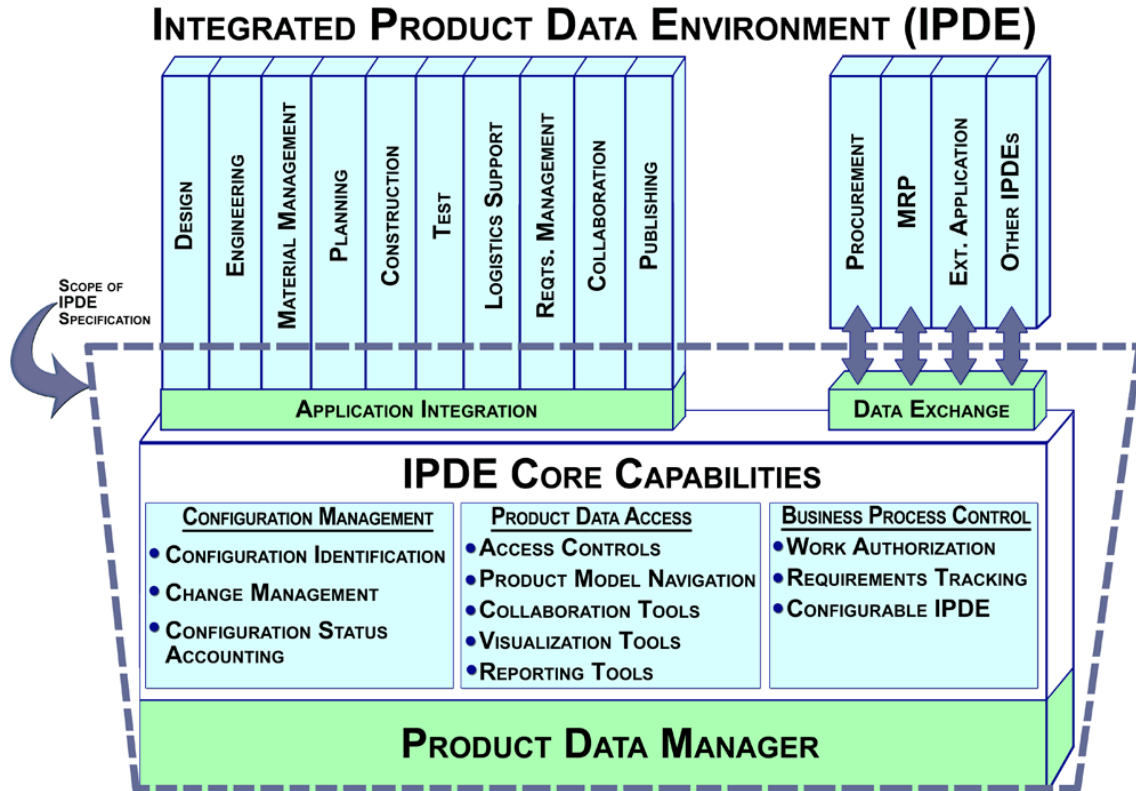 INTEGRATED PRODUCT DATA ENVIRONMENT (IPDE)
DESIGN
ENGINEERING
MATERIAL MANAGEMENT
PLANNING
CONSTRUCTION
TEST
LOGISTICS SUPPORT
REQTS. MANAGEMENT
COLLABORATION
PUBLISHING
PROCUREMENT
MRP
EXT. APPLICATION
OTHER IPDES
SCOPE OF
IPDE
SPECIFICATION
APPLICATION INTEGRATION
DATA EXCHANGE
IPDE CORE CAPABILITIES
CONFIGURATION MANAGEMENT
• CONFIGURATION IDENTIFICATION
• CHANGE MANAGEMENT
• CONFIGURATION STATUS
ACCOUNTING
PRODUCT DATA ACCESS
• ACCESS CONTROLS
• PRODUCT MODEL NAVIGATION
• COLLABORATION TOOLS
• VISUALIZATION TOOLS
• REPORTING TOOLS
BUSINESS PROCESS CONTROL
• WORK AUTHORIZATION
• REQUIREMENTS TRACKING
• CONFIGURABLE IPDE
PRODUCT DATA MANAGER